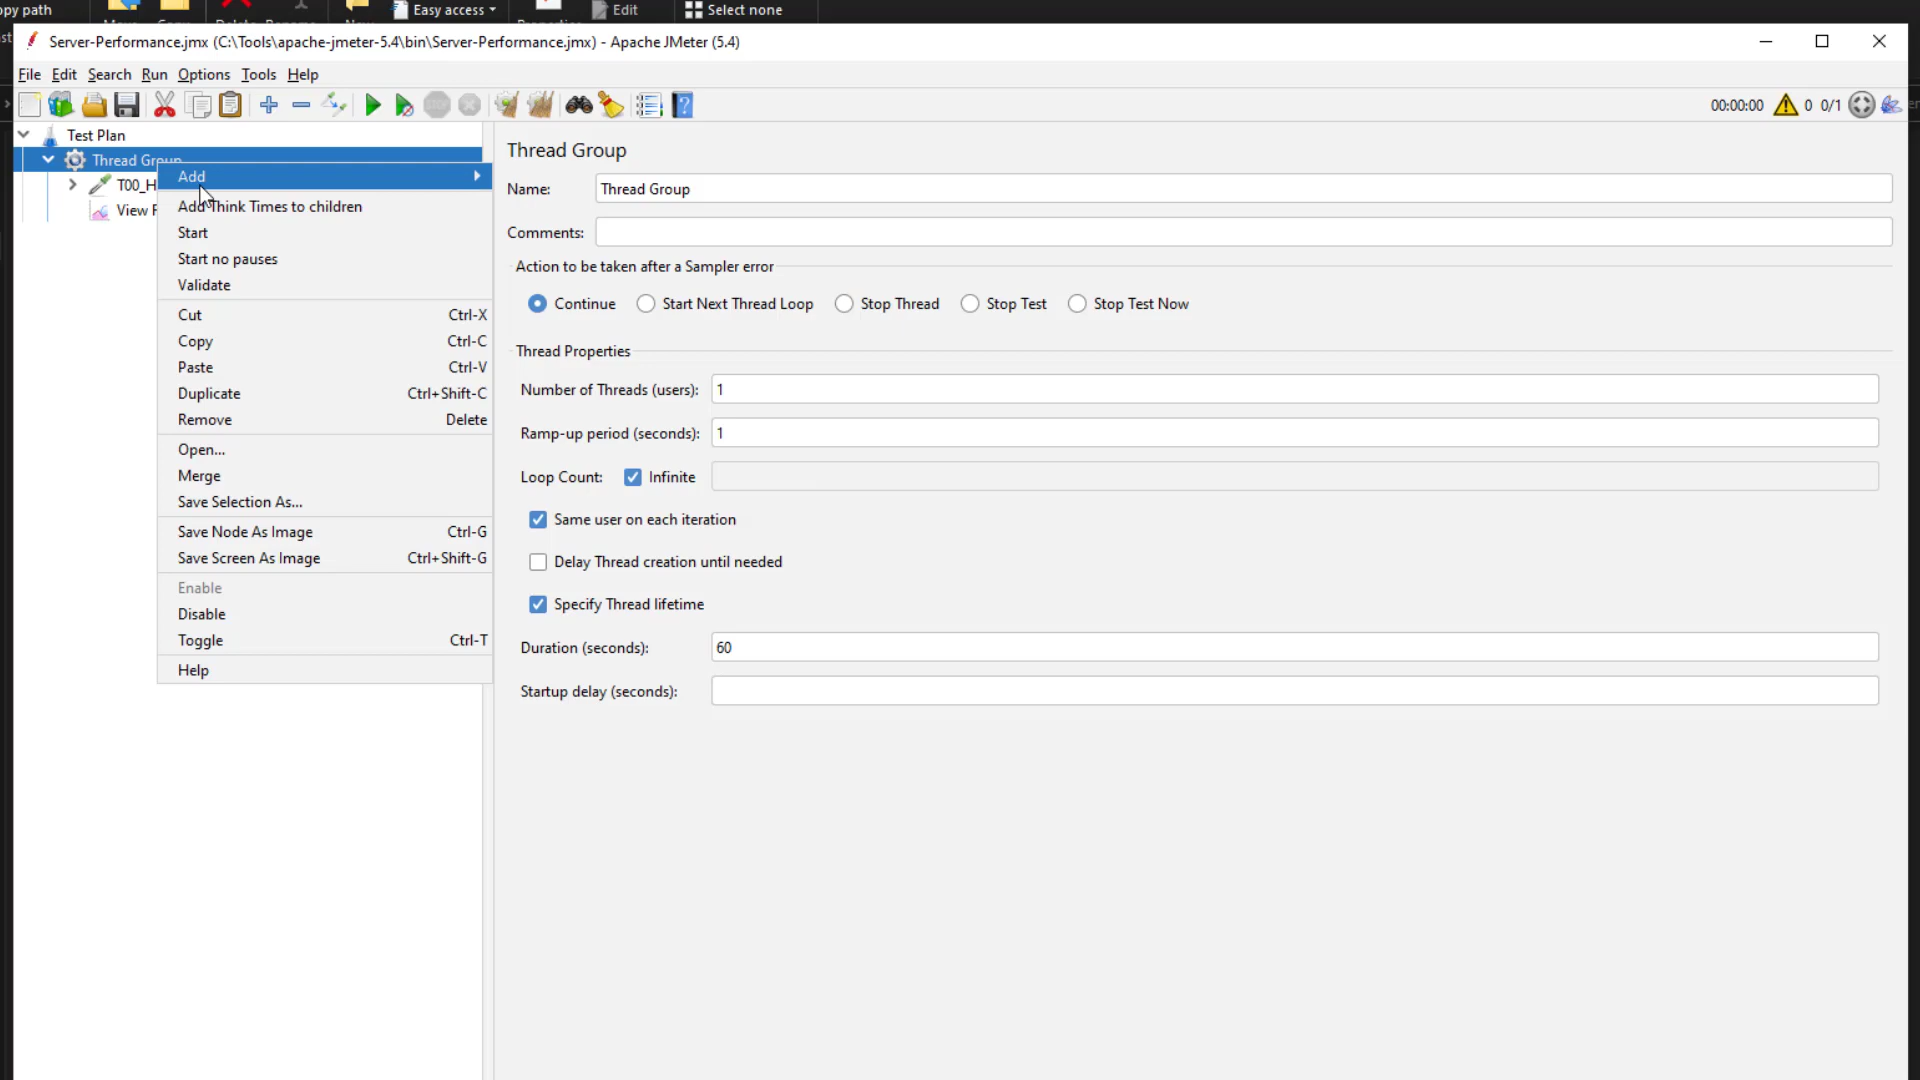 opy path
Easy access
Edit
Select none
Server-Performance.jmx (C:\Tools\apache-jmeter-5.4\bin\Server-Performance.jmx) - Apache JMeter (5.4)
File Edit Search Run Options Tools Help
00:00:00 0 0/1
Test Plan
Thread Group
T00_H
View
Add
Add Think Times to children
Start
Start no pauses
Validate
Cut Ctrl-X
Copy Ctrl-C
Paste Ctrl-V
Duplicate Ctrl+Shift-C
Remove Delete
Open...
Merge
Save Selection As...
Save Node As Image Ctrl-G
Save Screen As Image Ctrl+Shift-G
Enable
Disable
Toggle Ctrl-T
Help
Thread Group
Name: Thread Group
Comments:
Action to be taken after a Sampler error
Continue Start Next Thread Loop Stop Thread Stop Test Stop Test Now
Thread Properties
Number of Threads (users): 1
Ramp-up period (seconds): 1
Loop Count: Infinite
Same user on each iteration
Delay Thread creation until needed
Specify Thread lifetime
Duration (seconds): 60
Startup delay (seconds):